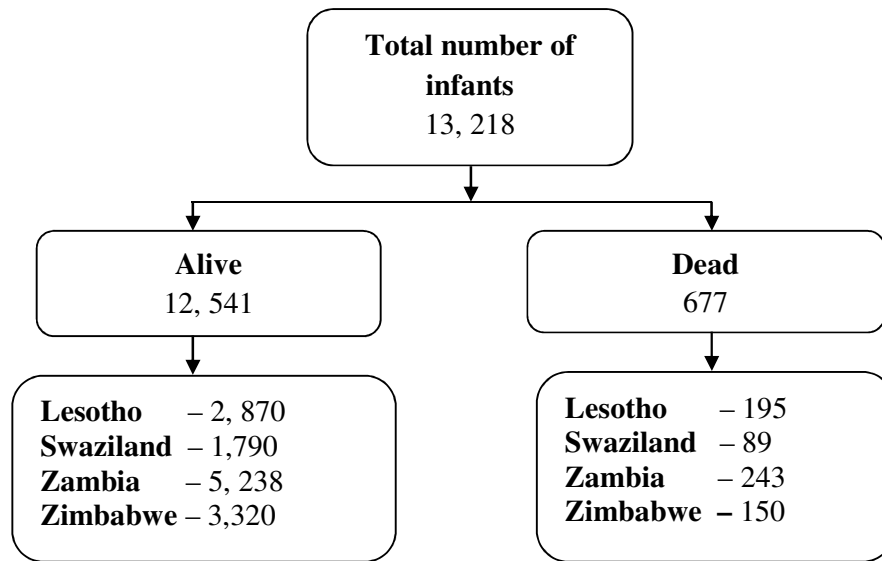 Total number of
infants
13, 218
Alive
12, 541
Dead
677
Lesotho – 2, 870
Swaziland – 1,790
Zambia – 5, 238
Zimbabwe – 3,320
Lesotho – 195
Swaziland – 89
Zambia – 243
Zimbabwe – 150